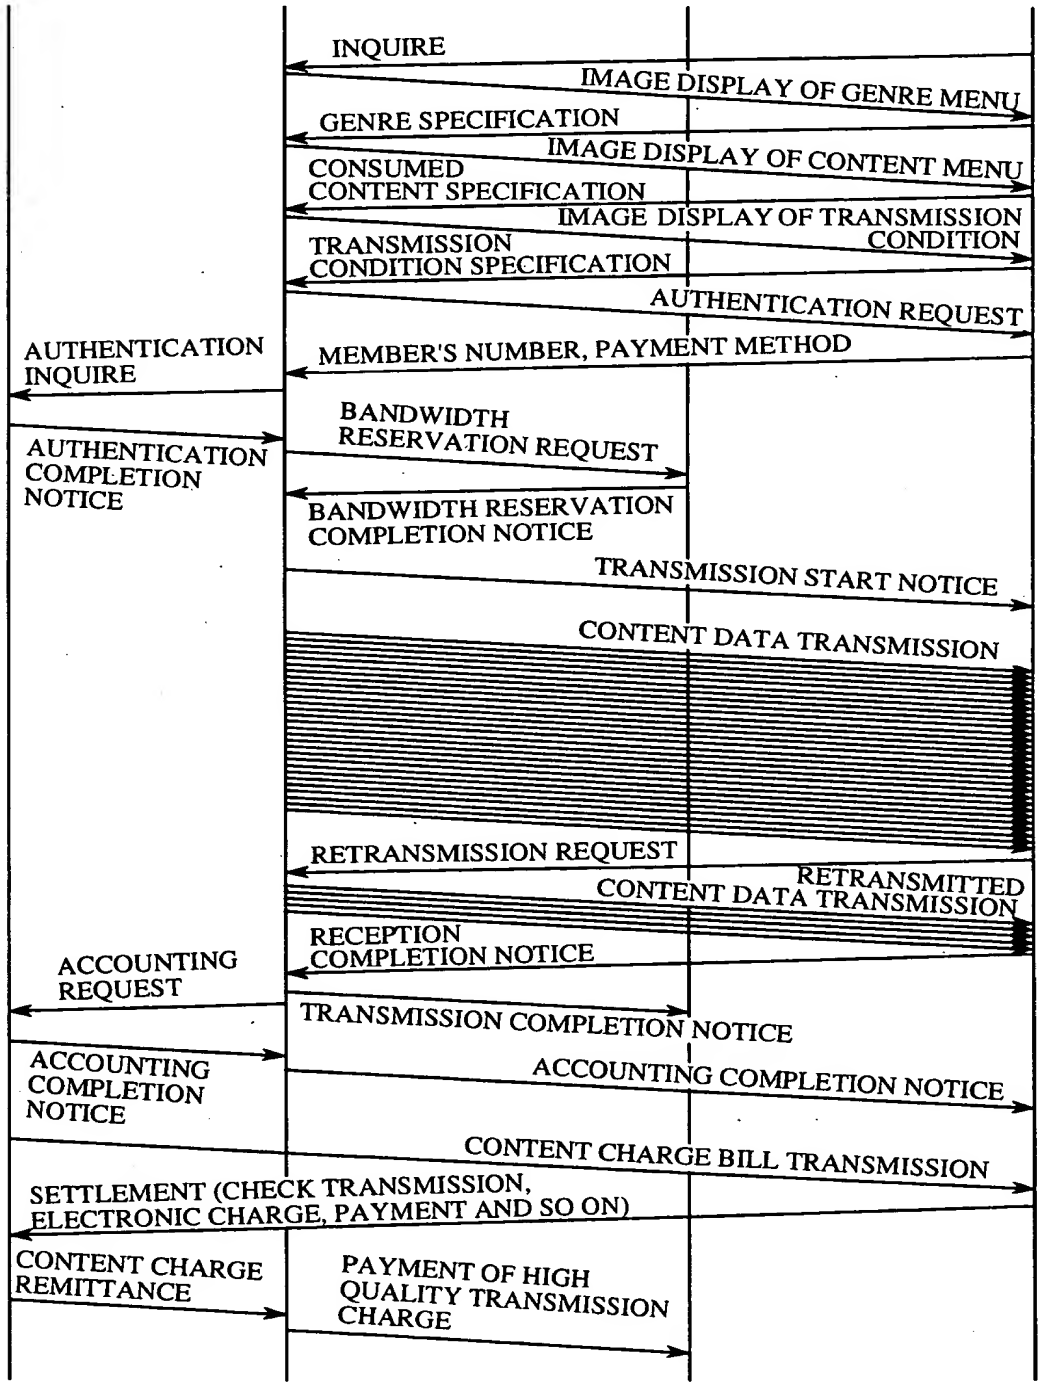 INQUIRE
IMAGE DISPLAY OF GENRE MENU
GENRE SPECIFICATION
IMAGE DISPLAY OF CONTENT MENU
CONSUMED
CONTENT SPECIFICATION
IMAGE DISPLAY OF TRANSMISSION
CONDITION
TRANSMISSION
CONDITION SPECIFICATION
AUTHENTICATION REQUEST
MEMBER'S NUMBER, PAYMENT METHOD
AUTHENTICATION
INQUIRE
BANDWIDTH
RESERVATION REQUEST
AUTHENTICATION
COMPLETION
NOTICE
BANDWIDTH RESERVATION
COMPLETION NOTICE
TRANSMISSION START NOTICE
CONTENT DATA TRANSMISSION
RETRANSMISSION REQUEST
RETRANSMITTED
CONTENT DATA TRANSMISSION
RECEPTION
COMPLETION NOTICE
ACCOUNTING
REQUEST
TRANSMISSION COMPLETION NOTICE
ACCOUNTING
COMPLETION
NOTICE
ACCOUNTING COMPLETION NOTICE
CONTENT CHARGE BILL TRANSMISSION
SETTLEMENT (CHECK TRANSMISSION,
ELECTRONIC CHARGE, PAYMENT AND SO ON)
CONTENT CHARGE
REMITTANCE
PAYMENT OF HIGH
QUALITY TRANSMISSION
CHARGE